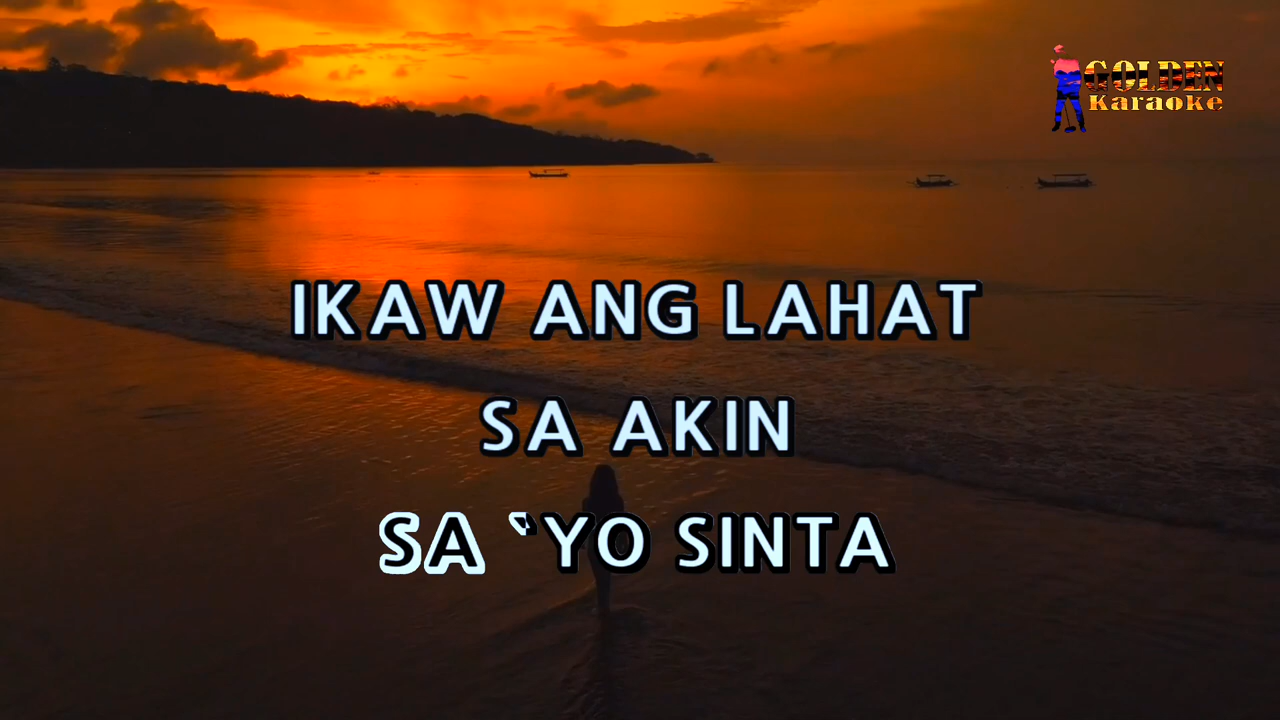 GOLDEN
Karaoke
IKAW ANG LAHAT
SA AKIN
SA `YO SINTA